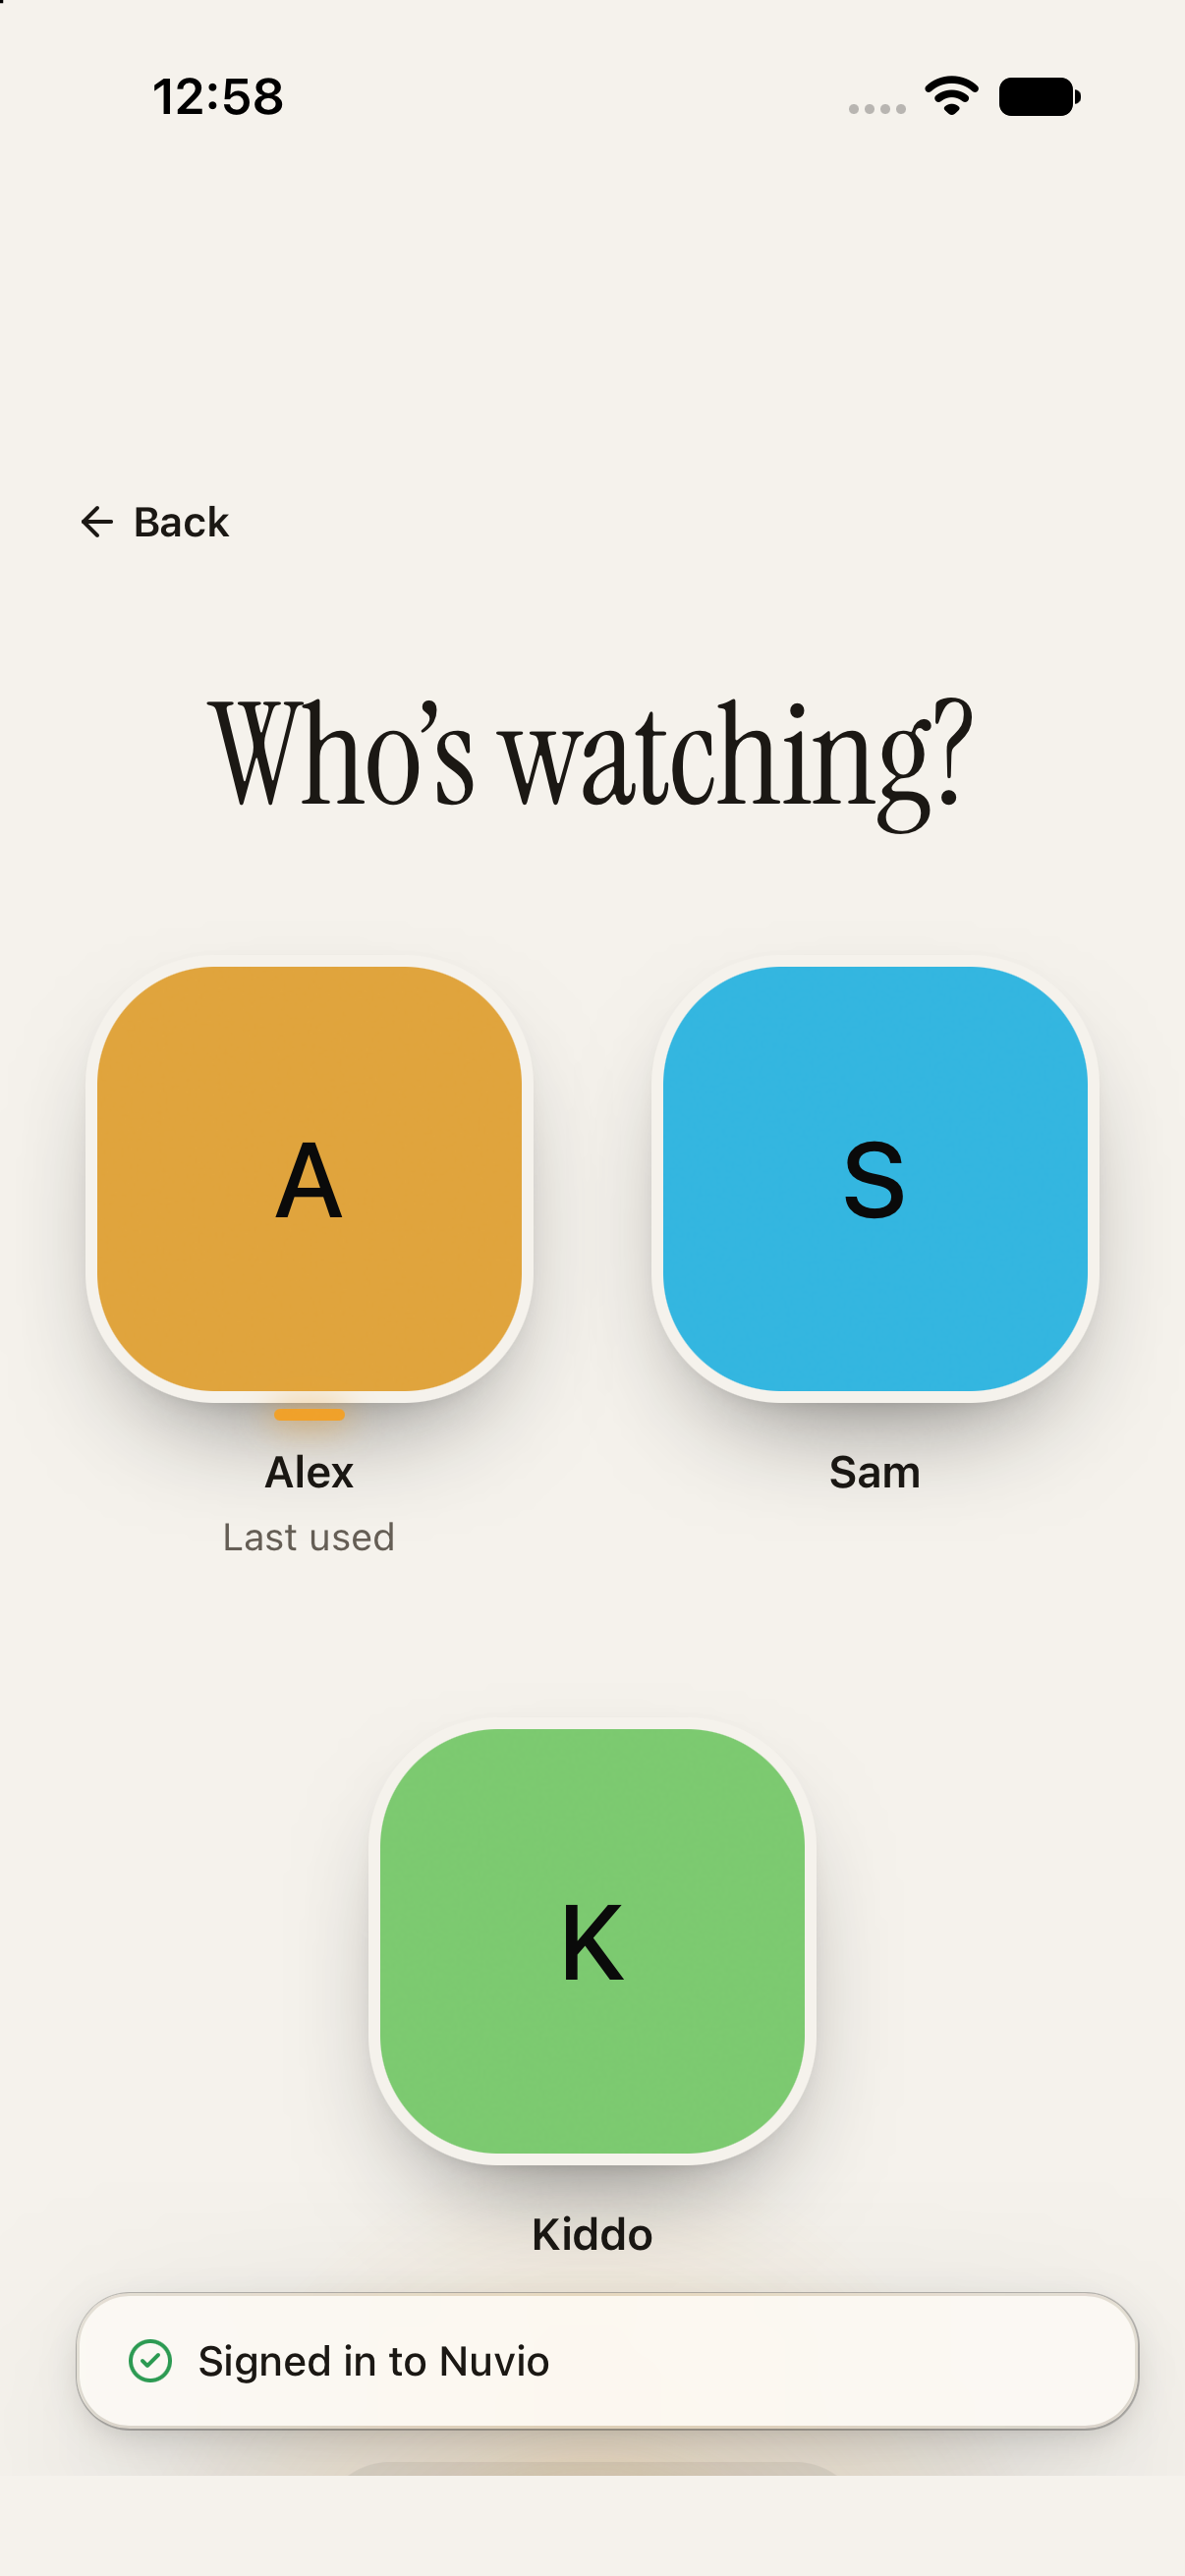 12:58
Back
Who’s watching?
A
S
Alex
Sam
Last used
K
Kiddo
Signed in to Nuvio